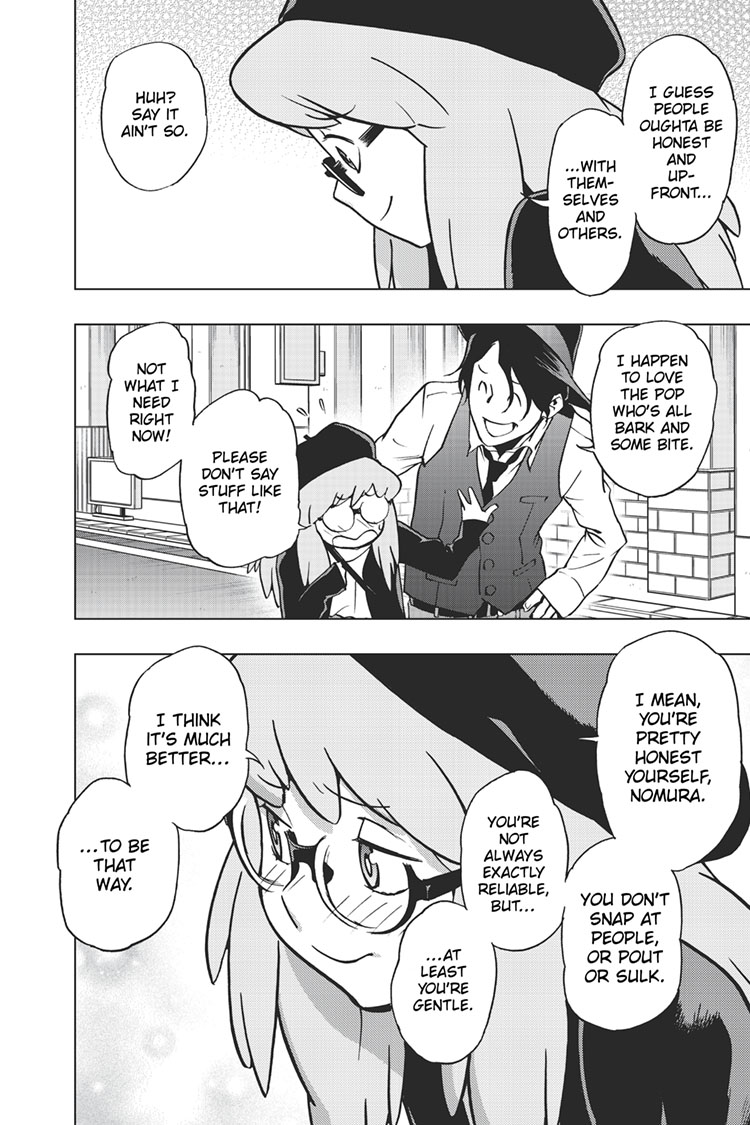 I GUESS
PEOPLE
OUGHTA BE
HONEST
AND
UP-
FRONT...
...WITH
THEM-
SELVES
AND
OTHERS.
HUH?
SAY IT
AIN'T SO.
I HAPPEN
TO LOVE
THE POP
WHO'S ALL
BARK AND
SOME BITE.
PLEASE
DON'T SAY
STUFF LIKE
THAT!
NOT
WHAT I
NEED
RIGHT
NOW!
I MEAN,
YOU'RE
PRETTY
HONEST
YOURSELF,
NOMURA.
YOU DON'T
SNAP AT
PEOPLE,
OR POUT
OR SULK.
YOU'RE
NOT
ALWAYS
EXACTLY
RELIABLE,
BUT...
...AT
LEAST
YOU'RE
GENTLE.
I THINK
IT'S MUCH
BETTER...
...TO BE
THAT
WAY.